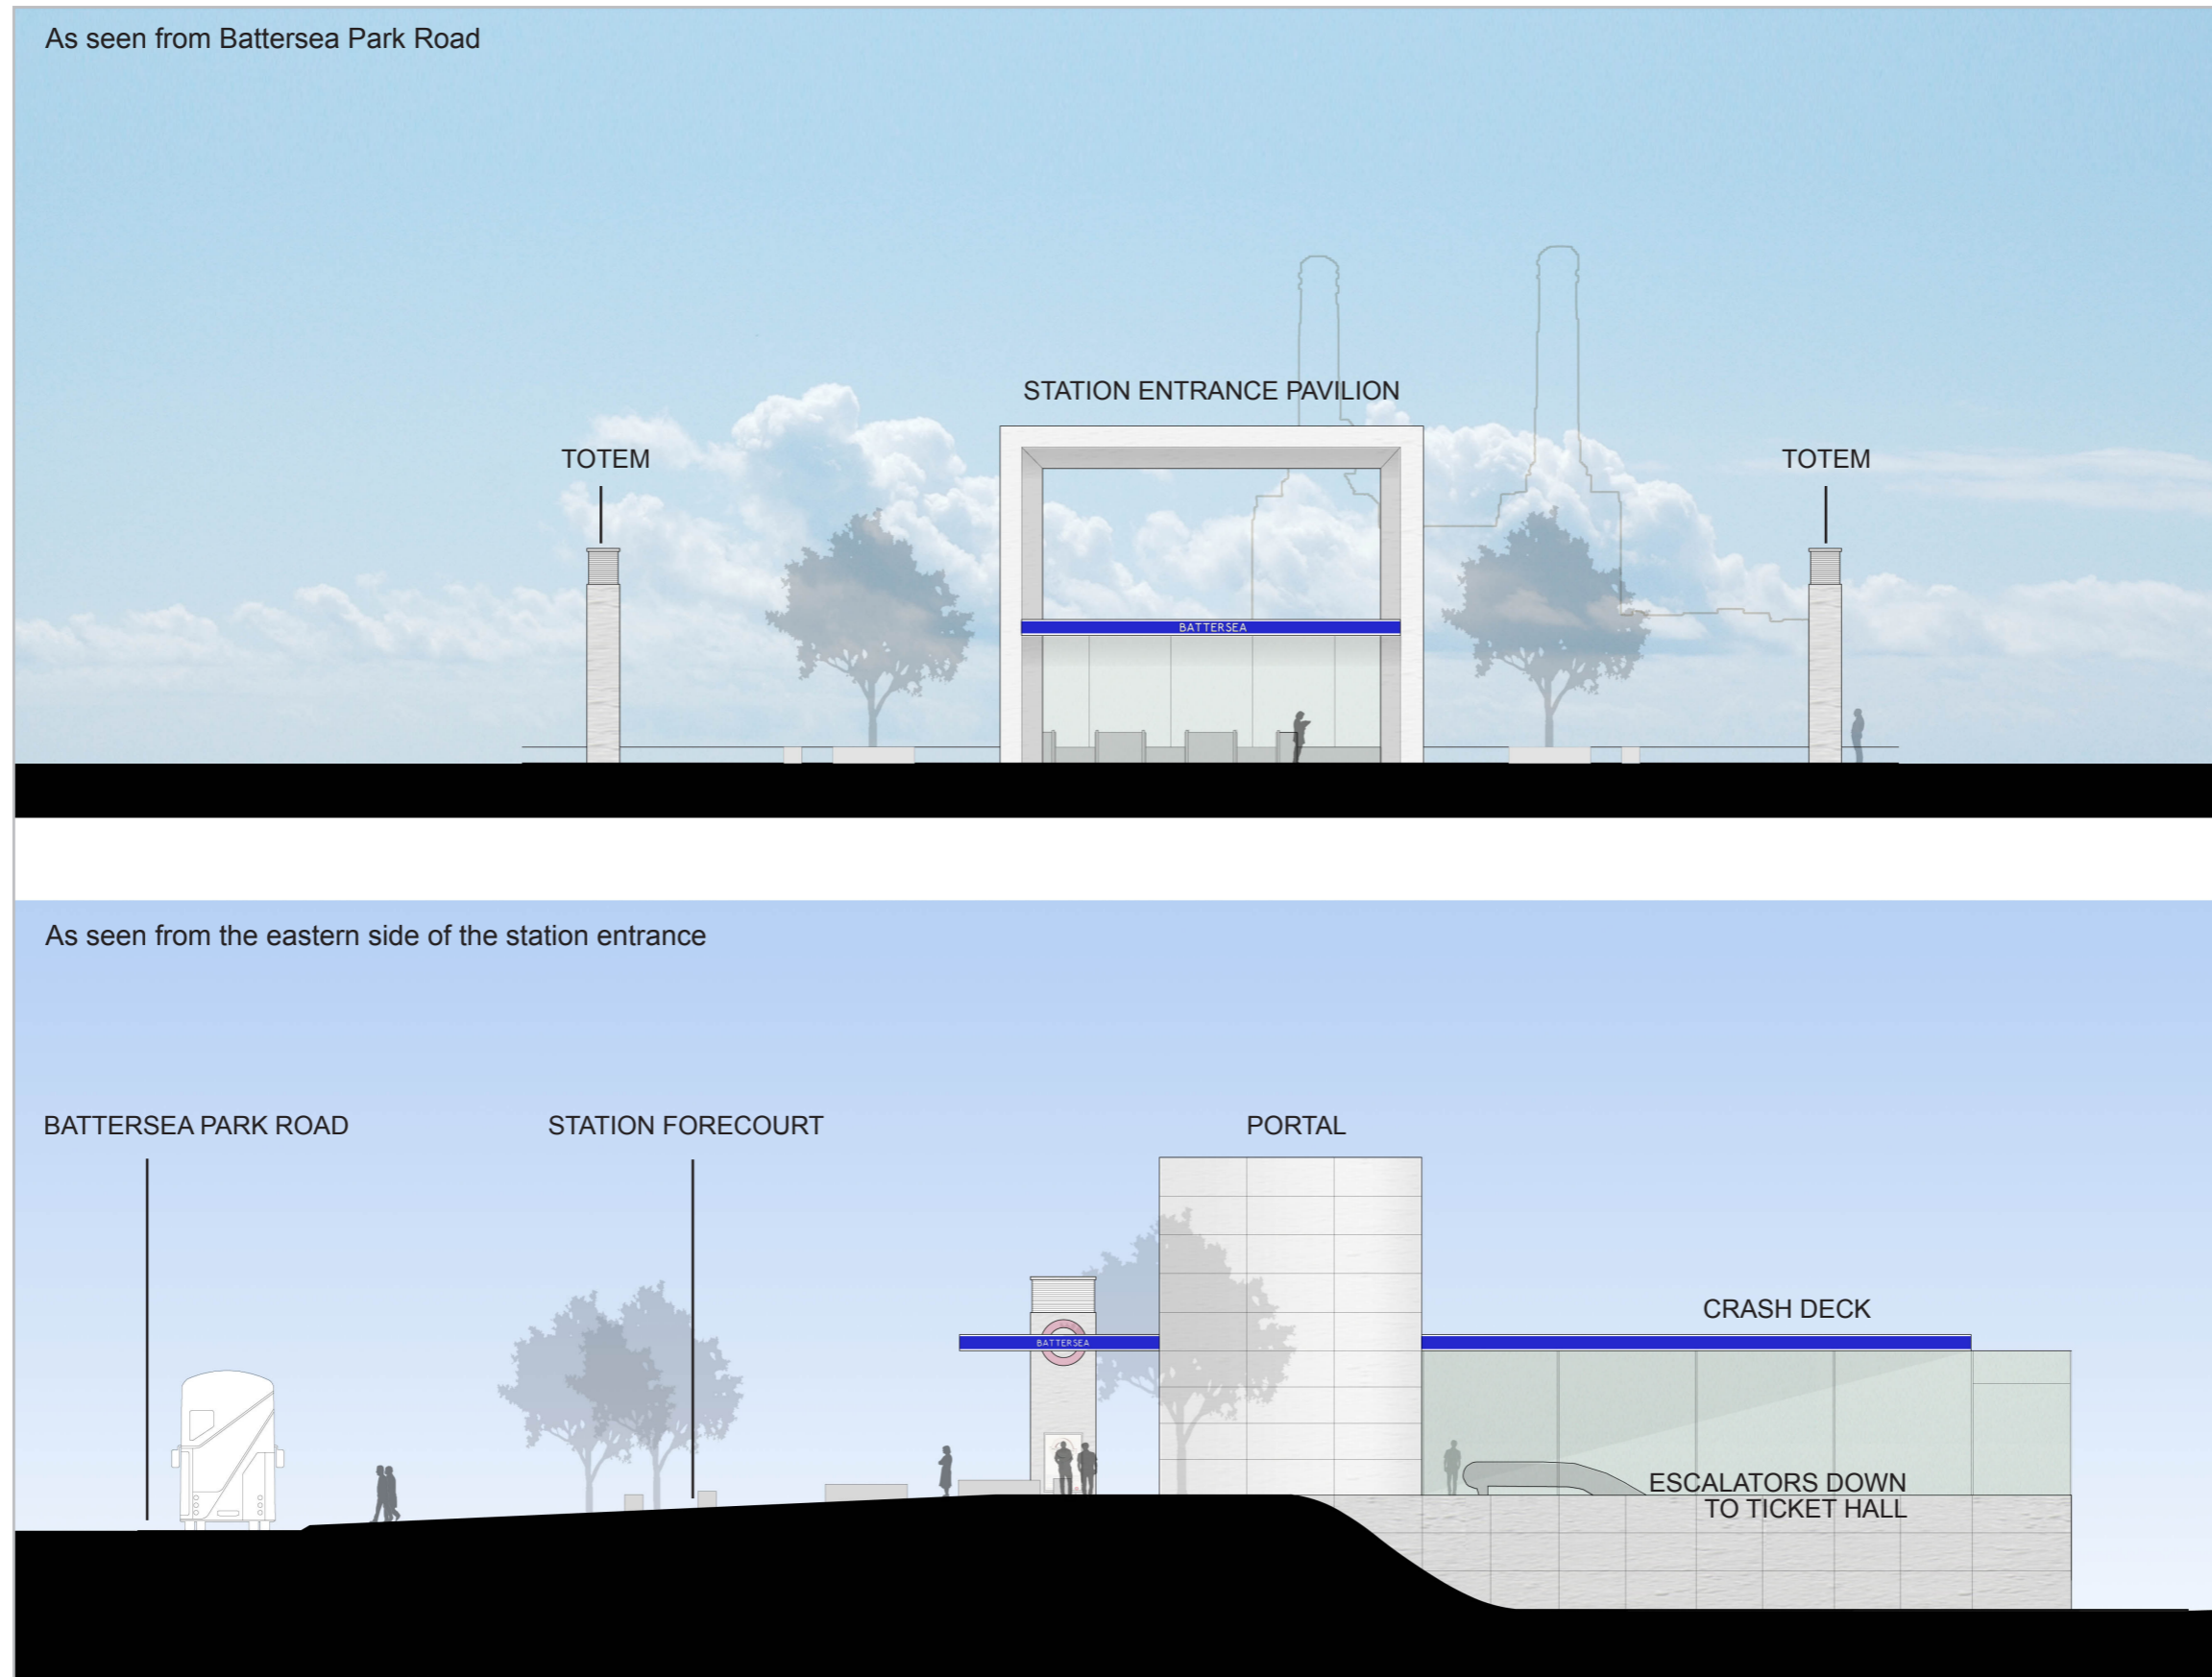 As seen from Battersea Park Road
STATION ENTRANCE PAVILION
TOTEM
TOTEM
BATTERSEA
As seen from the eastern side of the station entrance
BATTERSEA PARK ROAD
STATION FORECOURT
PORTAL
CRASH DECK
BATTERSEA
ESCALATORS DOWN
TO TICKET HALL